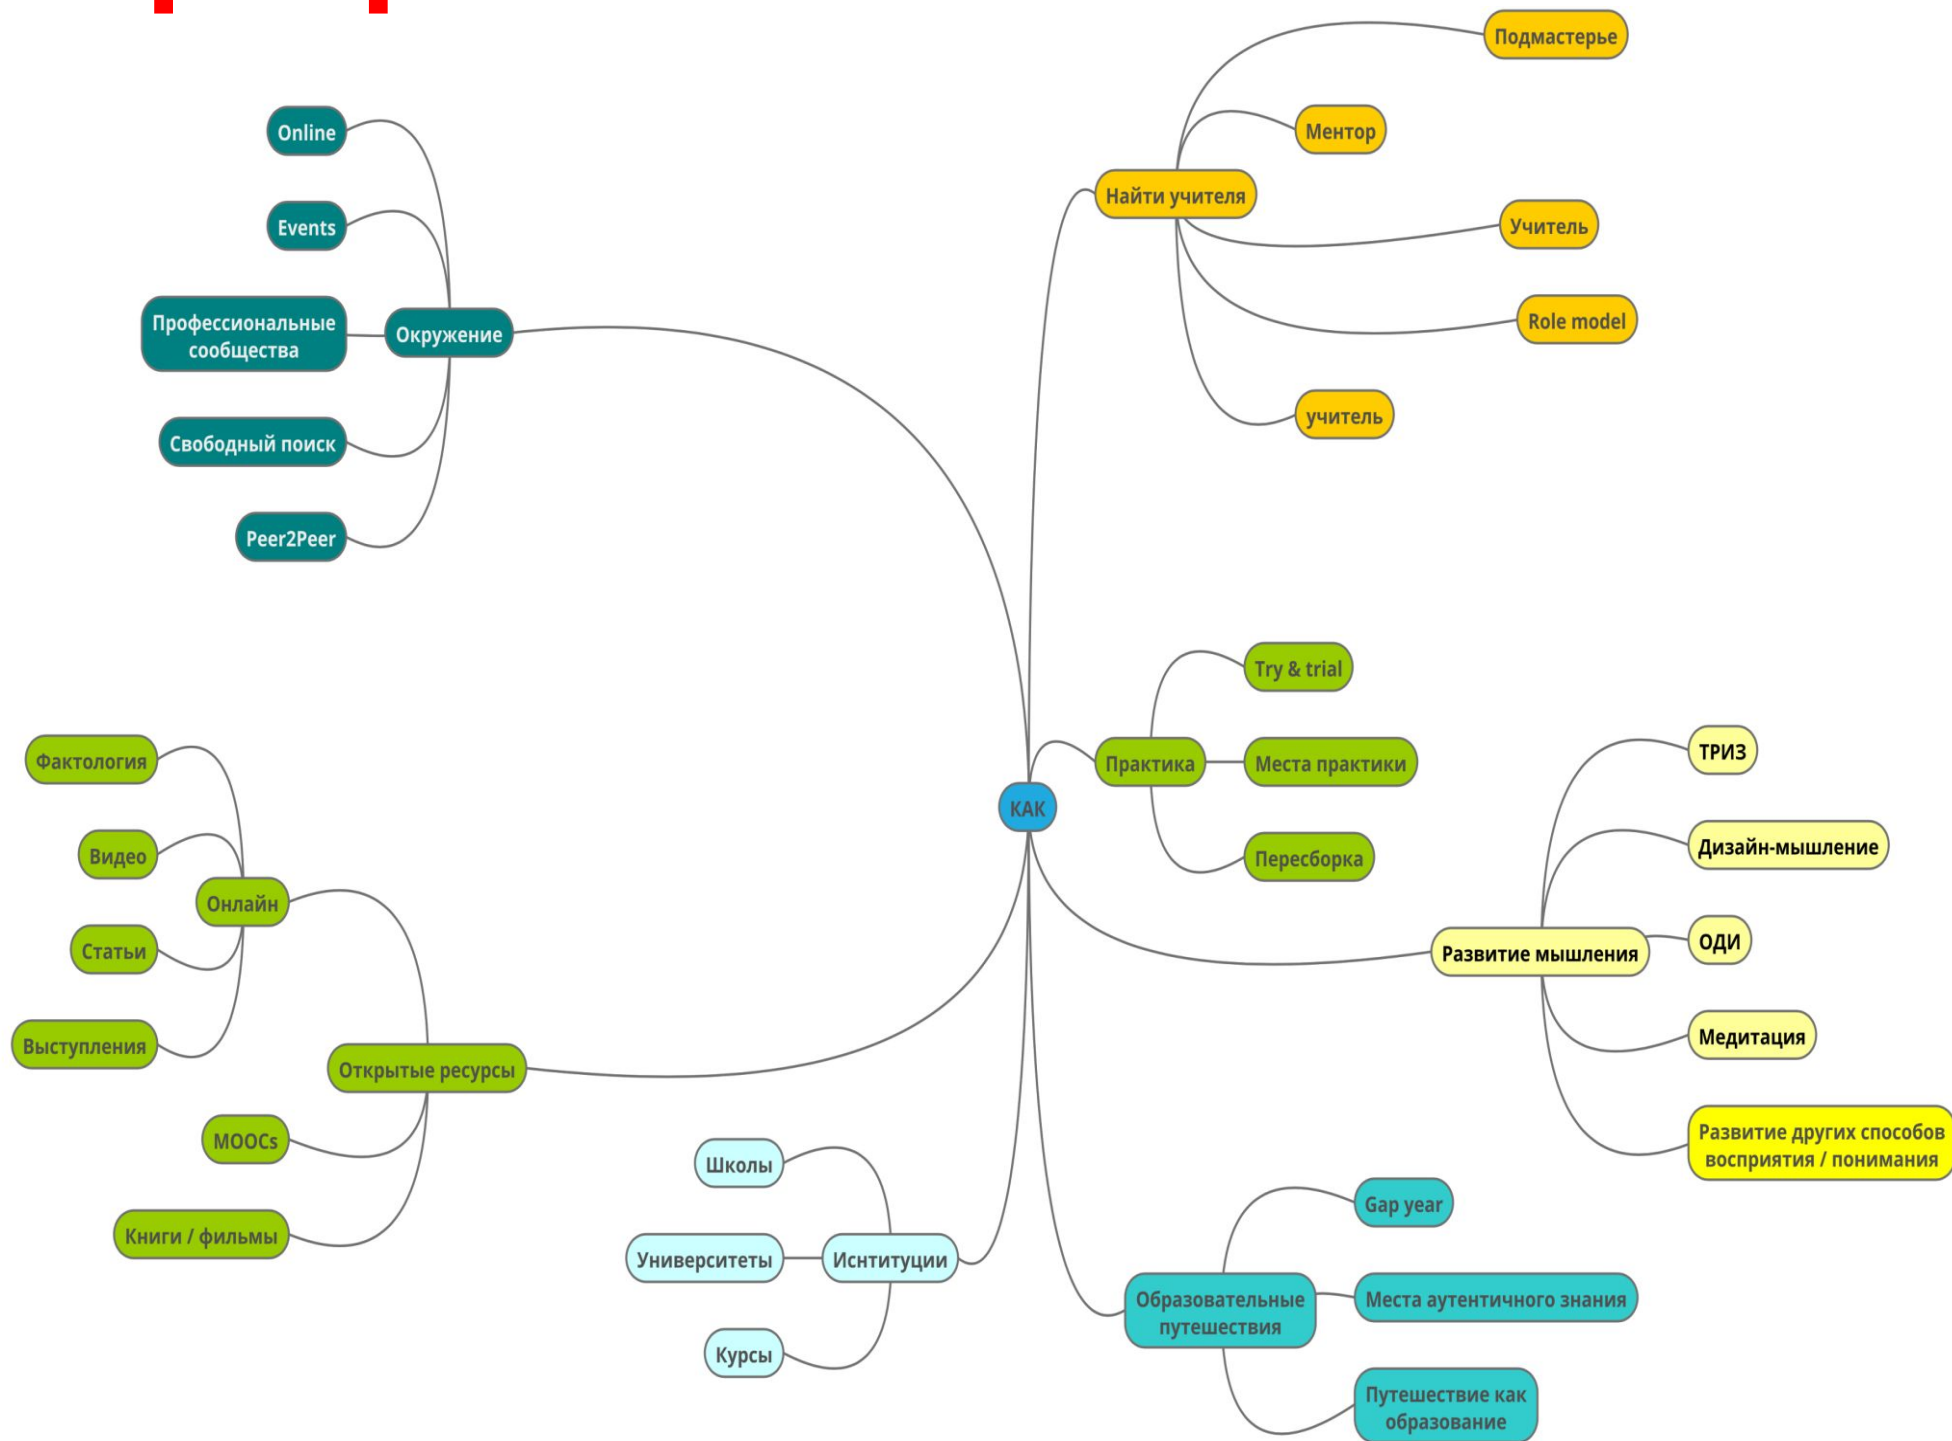 Подмастерье
Ментор
Найти учителя
Учитель
Role model
учитель
Online
Events
Профессиональные
сообщества
Окружение
Свободный поиск
Peer2Peer
КАК
Try & trial
Практика
Места практики
Пересборка
ТРИЗ
Дизайн-мышление
Развитие мышления
ОДИ
Медитация
Развитие других способов
восприятия / понимания
Фактология
Видео
Онлайн
Статьи
Выступления
Открытые ресурсы
MOOCs
Книги / фильмы
Школы
Университеты
Иснтитуции
Курсы
Gap year
Образовательные
путешествия
Места аутентичного знания
Путешествие как
образование